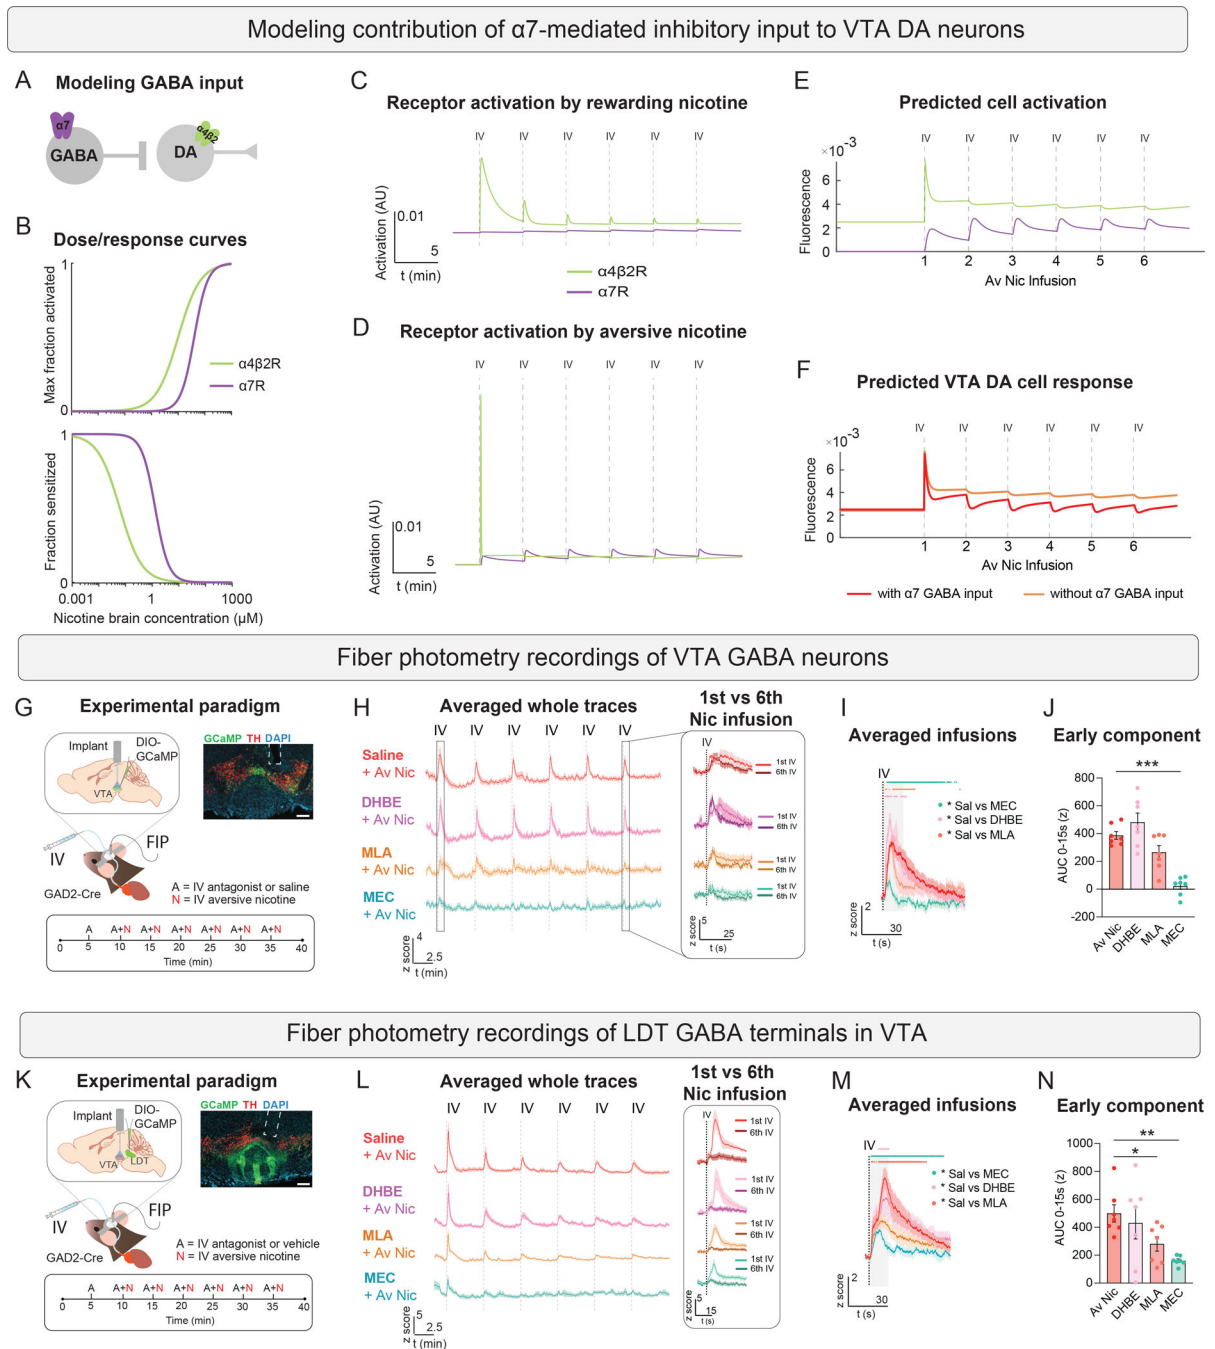 Modeling contribution of α7-mediated inhibitory input to VTA DA neurons
A
Modeling GABA input
α7
GABA
α4β2
DA
B
Dose/response curves
Max fraction activated
1
0
α4β2R
α7R
Fraction sensitized
1
0
0.001
1
1000
Nicotine brain concentration (µM)
C
Receptor activation by rewarding nicotine
IV IV IV IV IV IV
Activation (AU)
0.01
5
t (min)
α4β2R
α7R
D
Receptor activation by aversive nicotine
IV IV IV IV IV IV
Activation (AU)
0.01
5
t (min)
E
Predicted cell activation
IV IV IV IV IV IV
×10⁻³
Fluorescence
6
4
2
0
1 2 3 4 5 6
Av Nic Infusion
F
Predicted VTA DA cell response
IV IV IV IV IV IV
×10⁻³
Fluorescence
6
4
2
0
1 2 3 4 5 6
Av Nic Infusion
with α7 GABA input
without α7 GABA input
Fiber photometry recordings of VTA GABA neurons
G
Experimental paradigm
Implant
DIO-
GCaMP
VTA
GCaMP TH DAPI
IV
FIP
GAD2-Cre
A = IV antagonist or saline
N = IV aversive nicotine
A A+N A+N A+N A+N A+N A+N
0 5 10 15 20 25 30 35 40
Time (min)
H
Averaged whole traces
IV IV IV IV IV IV
Saline
+ Av Nic
DHBE
+ Av Nic
MLA
+ Av Nic
MEC
+ Av Nic
z score
4
2.5
t (min)
1st vs 6th
Nic infusion
IV
1st IV
6th IV
1st IV
6th IV
1st IV
6th IV
1st IV
6th IV
z score
5
25
t (s)
I
Averaged infusions
IV
* Sal vs MEC
* Sal vs DHBE
* Sal vs MLA
z score
2
30
t (s)
J
Early component
***
AUC 0-15s (z)
800
600
400
200
0
-200
Av Nic
DHBE
MLA
MEC
Fiber photometry recordings of LDT GABA terminals in VTA
K
Experimental paradigm
Implant
DIO-
GCaMP
VTA
LDT
GCaMP TH DAPI
IV
FIP
GAD2-Cre
A = IV antagonist or vehicle
N = IV aversive nicotine
A A+N A+N A+N A+N A+N A+N
0 5 10 15 20 25 30 35 40
Time (min)
L
Averaged whole traces
IV IV IV IV IV IV
Saline
+ Av Nic
DHBE
+ Av Nic
MLA
+ Av Nic
MEC
+ Av Nic
z score
5
2.5
t (min)
1st vs 6th
Nic infusion
IV
1st IV
6th IV
1st IV
6th IV
1st IV
6th IV
1st IV
6th IV
z score
5
15
t (s)
M
Averaged infusions
IV
* Sal vs MEC
* Sal vs DHBE
* Sal vs MLA
z score
2
30
t (s)
N
Early component
**
*
AUC 0-15s (z)
1000
800
600
400
200
0
Av Nic
DHBE
MLA
MEC